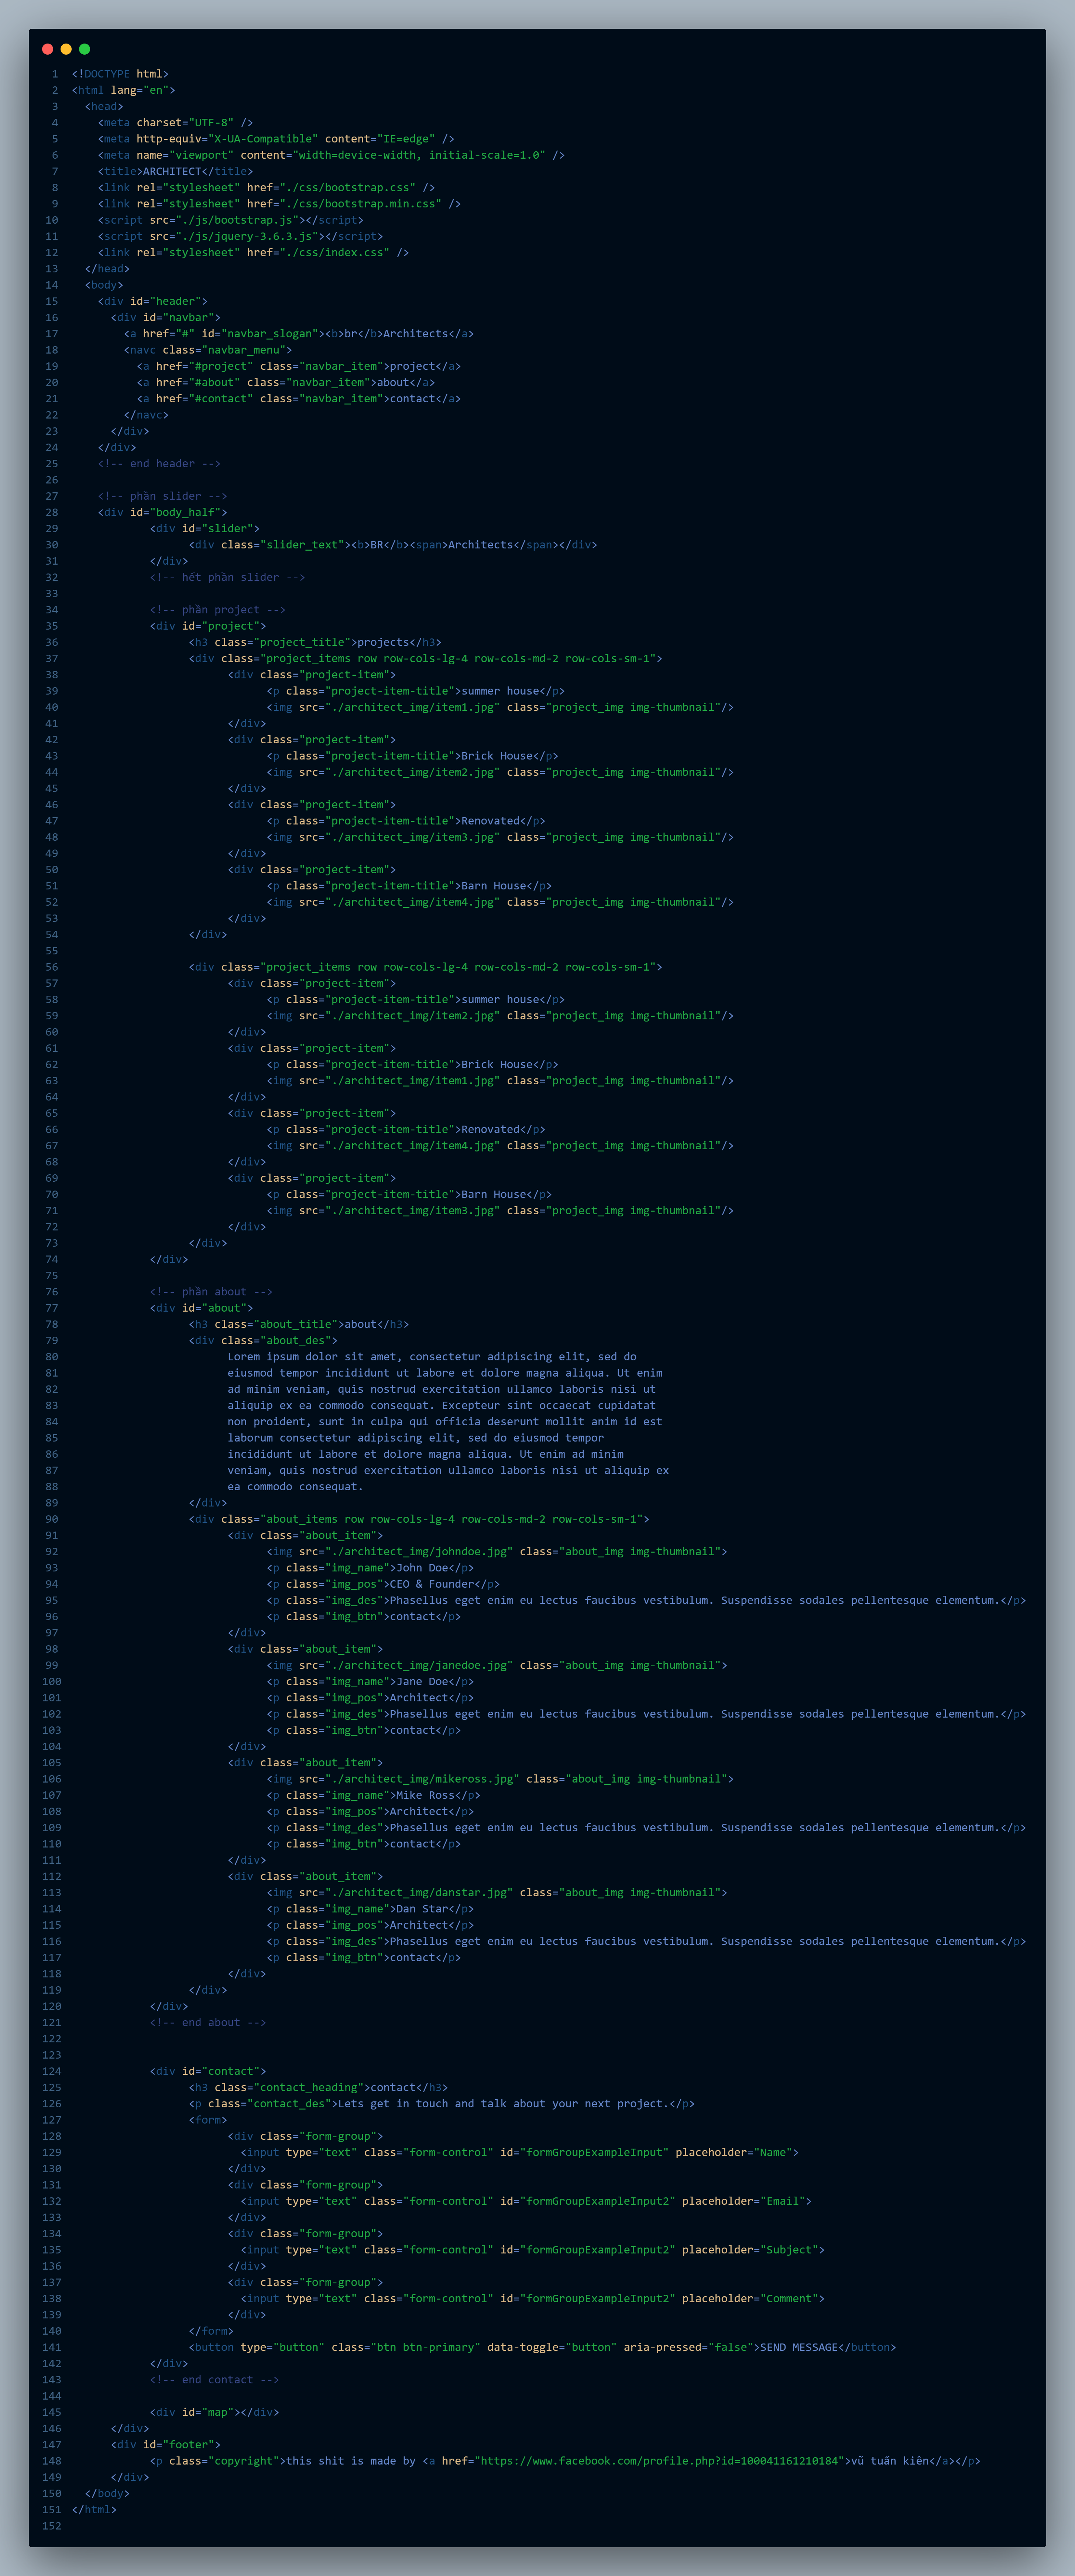 1 <!DOCTYPE html>
2 <html lang="en">
3   <head>
4     <meta charset="UTF-8" />
5     <meta http-equiv="X-UA-Compatible" content="IE=edge" />
6     <meta name="viewport" content="width=device-width, initial-scale=1.0" />
7     <title>ARCHITECT</title>
8     <link rel="stylesheet" href="./css/bootstrap.css" />
9     <link rel="stylesheet" href="./css/bootstrap.min.css" />
10     <script src="./js/bootstrap.js"></script>
11     <script src="./js/jquery-3.6.3.js"></script>
12     <link rel="stylesheet" href="./css/index.css" />
13   </head>
14   <body>
15     <div id="header">
16       <div id="navbar">
17         <a href="#" id="navbar_slogan"><b>br</b>Architects</a>
18         <navc class="navbar_menu">
19           <a href="#project" class="navbar_item">project</a>
20           <a href="#about" class="navbar_item">about</a>
21           <a href="#contact" class="navbar_item">contact</a>
22         </navc>
23       </div>
24     </div>
25     <!-- end header -->
26
27     <!-- phần slider -->
28     <div id="body_half">
29             <div id="slider">
30                   <div class="slider_text"><b>BR</b><span>Architects</span></div>
31             </div>
32             <!-- hết phần slider -->
33
34             <!-- phần project -->
35             <div id="project">
36                   <h3 class="project_title">projects</h3>
37                   <div class="project_items row row-cols-lg-4 row-cols-md-2 row-cols-sm-1">
38                         <div class="project-item">
39                               <p class="project-item-title">summer house</p>
40                               <img src="./architect_img/item1.jpg" class="project_img img-thumbnail"/>
41                         </div>
42                         <div class="project-item">
43                               <p class="project-item-title">Brick House</p>
44                               <img src="./architect_img/item2.jpg" class="project_img img-thumbnail"/>
45                         </div>
46                         <div class="project-item">
47                               <p class="project-item-title">Renovated</p>
48                               <img src="./architect_img/item3.jpg" class="project_img img-thumbnail"/>
49                         </div>
50                         <div class="project-item">
51                               <p class="project-item-title">Barn House</p>
52                               <img src="./architect_img/item4.jpg" class="project_img img-thumbnail"/>
53                         </div>
54                   </div>
55
56                   <div class="project_items row row-cols-lg-4 row-cols-md-2 row-cols-sm-1">
57                         <div class="project-item">
58                               <p class="project-item-title">summer house</p>
59                               <img src="./architect_img/item2.jpg" class="project_img img-thumbnail"/>
60                         </div>
61                         <div class="project-item">
62                               <p class="project-item-title">Brick House</p>
63                               <img src="./architect_img/item1.jpg" class="project_img img-thumbnail"/>
64                         </div>
65                         <div class="project-item">
66                               <p class="project-item-title">Renovated</p>
67                               <img src="./architect_img/item4.jpg" class="project_img img-thumbnail"/>
68                         </div>
69                         <div class="project-item">
70                               <p class="project-item-title">Barn House</p>
71                               <img src="./architect_img/item3.jpg" class="project_img img-thumbnail"/>
72                         </div>
73                   </div>
74             </div>
75
76             <!-- phần about -->
77             <div id="about">
78                   <h3 class="about_title">about</h3>
79                   <div class="about_des">
80                         Lorem ipsum dolor sit amet, consectetur adipiscing elit, sed do
81                         eiusmod tempor incididunt ut labore et dolore magna aliqua. Ut enim
82                         ad minim veniam, quis nostrud exercitation ullamco laboris nisi ut
83                         aliquip ex ea commodo consequat. Excepteur sint occaecat cupidatat
84                         non proident, sunt in culpa qui officia deserunt mollit anim id est
85                         laborum consectetur adipiscing elit, sed do eiusmod tempor
86                         incididunt ut labore et dolore magna aliqua. Ut enim ad minim
87                         veniam, quis nostrud exercitation ullamco laboris nisi ut aliquip ex
88                         ea commodo consequat.
89                   </div>
90                   <div class="about_items row row-cols-lg-4 row-cols-md-2 row-cols-sm-1">
91                         <div class="about_item">
92                               <img src="./architect_img/johndoe.jpg" class="about_img img-thumbnail">
93                               <p class="img_name">John Doe</p>
94                               <p class="img_pos">CEO & Founder</p>
95                               <p class="img_des">Phasellus eget enim eu lectus faucibus vestibulum. Suspendisse sodales pellentesque elementum.</p>
96                               <p class="img_btn">contact</p>
97                         </div>
98                         <div class="about_item">
99                               <img src="./architect_img/janedoe.jpg" class="about_img img-thumbnail">
100                               <p class="img_name">Jane Doe</p>
101                               <p class="img_pos">Architect</p>
102                               <p class="img_des">Phasellus eget enim eu lectus faucibus vestibulum. Suspendisse sodales pellentesque elementum.</p>
103                               <p class="img_btn">contact</p>
104                         </div>
105                         <div class="about_item">
106                               <img src="./architect_img/mikeross.jpg" class="about_img img-thumbnail">
107                               <p class="img_name">Mike Ross</p>
108                               <p class="img_pos">Architect</p>
109                               <p class="img_des">Phasellus eget enim eu lectus faucibus vestibulum. Suspendisse sodales pellentesque elementum.</p>
110                               <p class="img_btn">contact</p>
111                         </div>
112                         <div class="about_item">
113                               <img src="./architect_img/danstar.jpg" class="about_img img-thumbnail">
114                               <p class="img_name">Dan Star</p>
115                               <p class="img_pos">Architect</p>
116                               <p class="img_des">Phasellus eget enim eu lectus faucibus vestibulum. Suspendisse sodales pellentesque elementum.</p>
117                               <p class="img_btn">contact</p>
118                         </div>
119                   </div>
120             </div>
121             <!-- end about -->
122
123
124             <div id="contact">
125                   <h3 class="contact_heading">contact</h3>
126                   <p class="contact_des">Lets get in touch and talk about your next project.</p>
127                   <form>
128                         <div class="form-group">
129                           <input type="text" class="form-control" id="formGroupExampleInput" placeholder="Name">
130                         </div>
131                         <div class="form-group">
132                           <input type="text" class="form-control" id="formGroupExampleInput2" placeholder="Email">
133                         </div>
134                         <div class="form-group">
135                           <input type="text" class="form-control" id="formGroupExampleInput2" placeholder="Subject">
136                         </div>
137                         <div class="form-group">
138                           <input type="text" class="form-control" id="formGroupExampleInput2" placeholder="Comment">
139                         </div>
140                   </form>
141                   <button type="button" class="btn btn-primary" data-toggle="button" aria-pressed="false">SEND MESSAGE</button>
142             </div>
143             <!-- end contact -->
144
145             <div id="map"></div>
146       </div>
147       <div id="footer">
148             <p class="copyright">this shit is made by <a href="https://www.facebook.com/profile.php?id=100041161210184">vũ tuấn kiên</a></p>
149       </div>
150   </body>
151 </html>
152